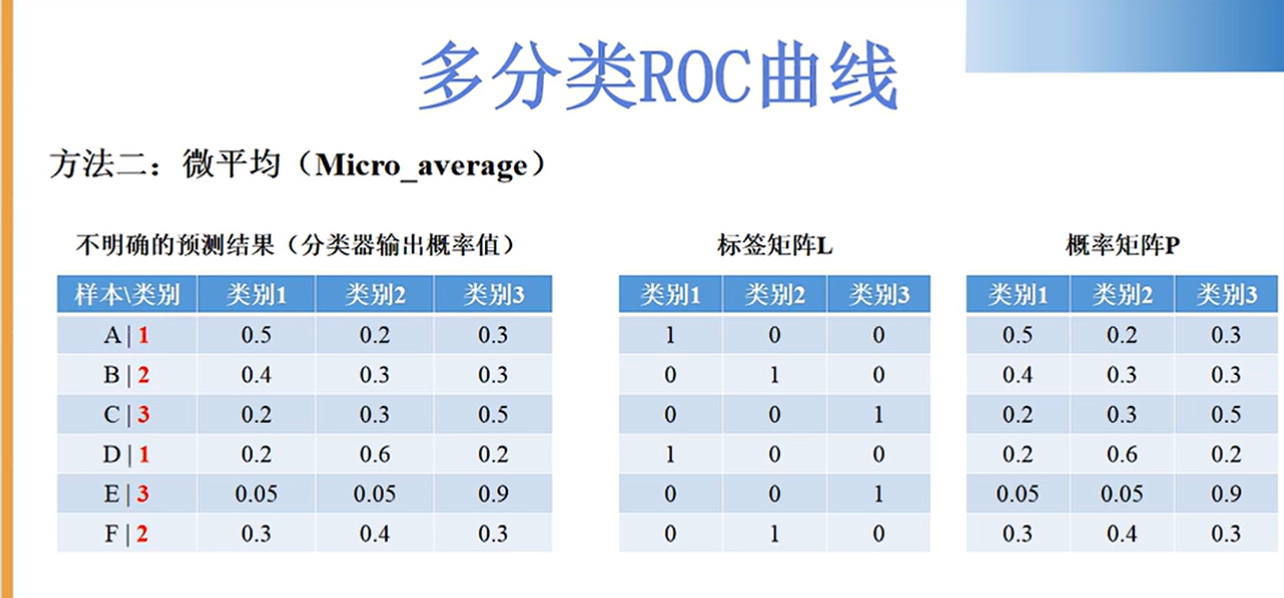 多分类ROC曲线
方法二：微平均（Micro_average）
不明确的预测结果（分类器输出概率值） 标签矩阵L 概率矩阵P
样本\类别 类别1 类别2 类别3 类别1 类别2 类别3 类别1 类别2 类别3
A | 1 0.5 0.2 0.3 1 0 0 0.5 0.2 0.3
B | 2 0.4 0.3 0.3 0 1 0 0.4 0.3 0.3
C | 3 0.2 0.3 0.5 0 0 1 0.2 0.3 0.5
D | 1 0.2 0.6 0.2 1 0 0 0.2 0.6 0.2
E | 3 0.05 0.05 0.9 0 0 1 0.05 0.05 0.9
F | 2 0.3 0.4 0.3 0 1 0 0.3 0.4 0.3